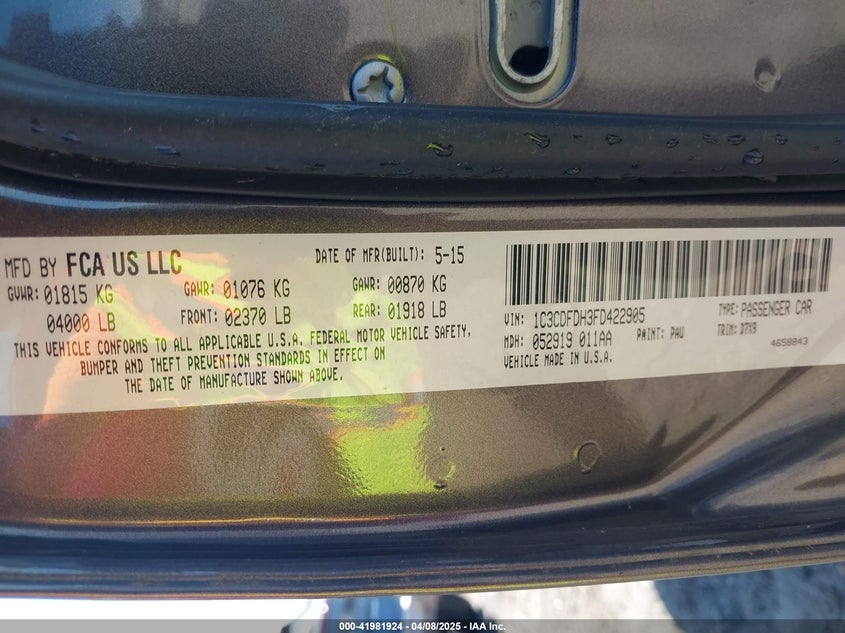 MFD BY FCA US LLC
DATE OF MFR(BUILT): 5-15
GVWR: 01815 KG
GAWR: 01076 KG
GAWR: 00870 KG
04000 LB
FRONT: 02370 LB
REAR: 01918 LB
THIS VEHICLE CONFORMS TO ALL APPLICABLE U.S.A. FEDERAL MOTOR VEHICLE SAFETY,
BUMPER AND THEFT PREVENTION STANDARDS IN EFFECT ON
THE DATE OF MANUFACTURE SHOWN ABOVE.
VIN: 1C3CDFDH3FD422905
TYPE: PASSENGER CAR
MDH: 052919 011AA
PAINT: PAU
TRIM: D7X9
VEHICLE MADE IN U.S.A.
4658843
000-41981924 - 04/08/2025 - IAA Inc.